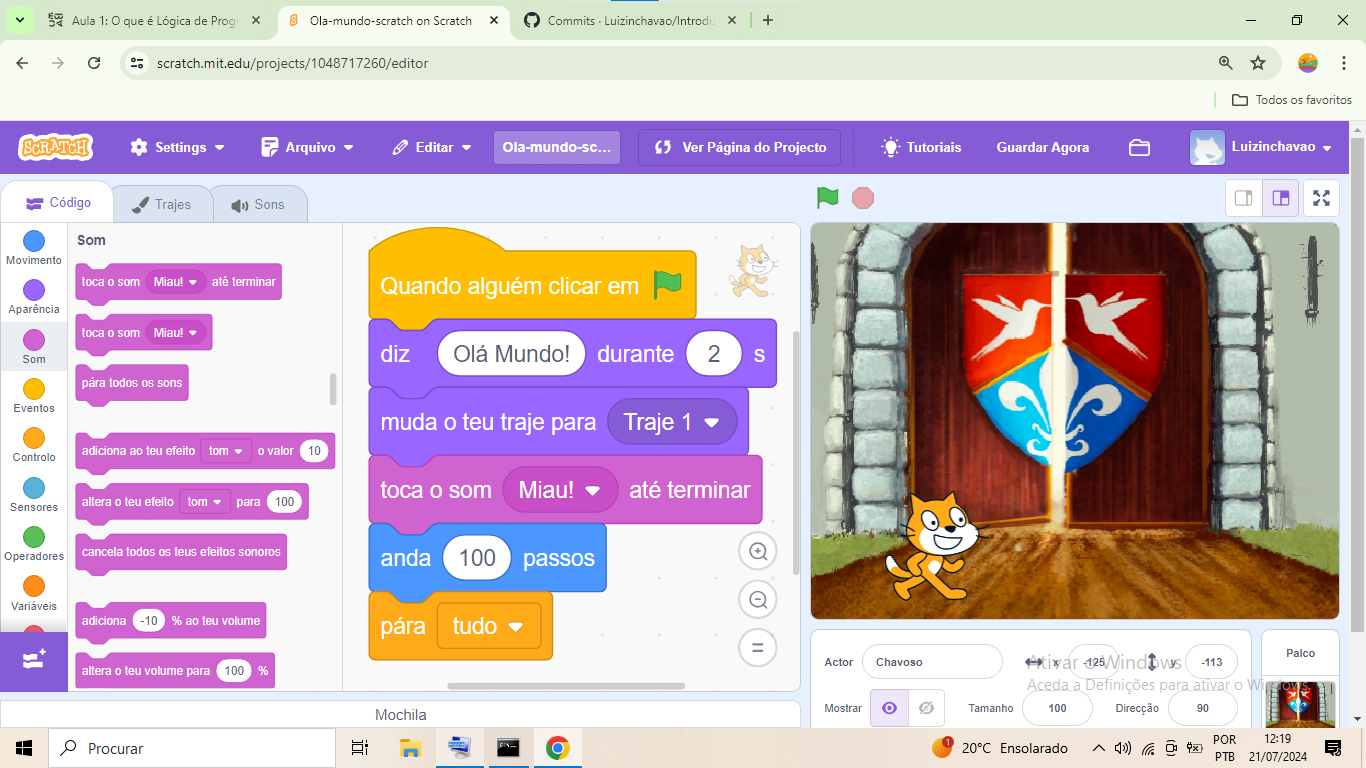 Aula 1: O que é Lógica de Prog
Ola-mundo-scratch on Scratch
Commits · Luizinchavao/Introdu
scratch.mit.edu/projects/1048717260/editor
Todos os favoritos
SCRATCH
Settings
Arquivo
Editar
Ola-mundo-sc...
Ver Página do Projecto
Tutoriais
Guardar Agora
Luizinchavao
Código
Trajes
Sons
Movimento
Aparência
Som
Eventos
Controlo
Sensores
Operadores
Variáveis
Som
toca o som Miau! até terminar
toca o som Miau!
pára todos os sons
adiciona ao teu efeito tom o valor 10
altera o teu efeito tom para 100
cancela todos os teus efeitos sonoros
adiciona -10 % ao teu volume
altera o teu volume para 100 %
Quando alguém clicar em
diz Olá Mundo! durante 2 s
muda o teu traje para Traje 1
toca o som Miau! até terminar
anda 100 passos
pára tudo
Mochila
Actor Chavoso x -125 y -113
Mostrar Tamanho 100 Direcção 90
Palco
Ativar o Windows
Aceda a Definições para ativar o Windows.
Procurar
1
20°C Ensolarado
POR
PTB
12:19
21/07/2024